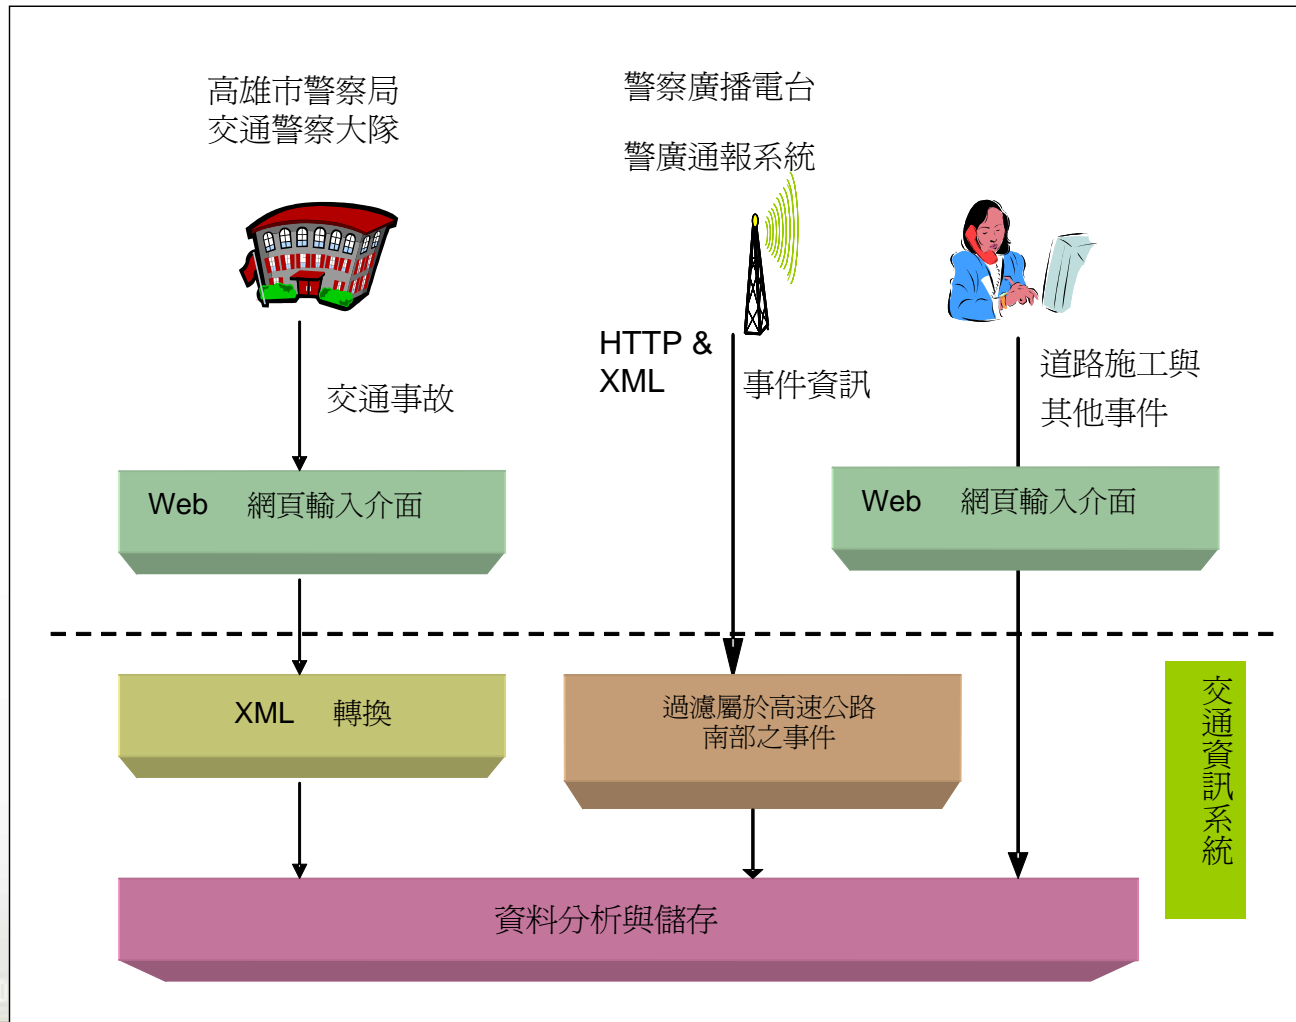 高雄市警察局
交通警察大隊
警察廣播電台
警廣通報系統
HTTP &
XML
交通事故
事件資訊
道路施工與
其他事件
Web 網頁輸入介面
Web 網頁輸入介面
XML 轉換
過濾屬於高速公路
南部之事件
交通資訊系統
資料分析與儲存